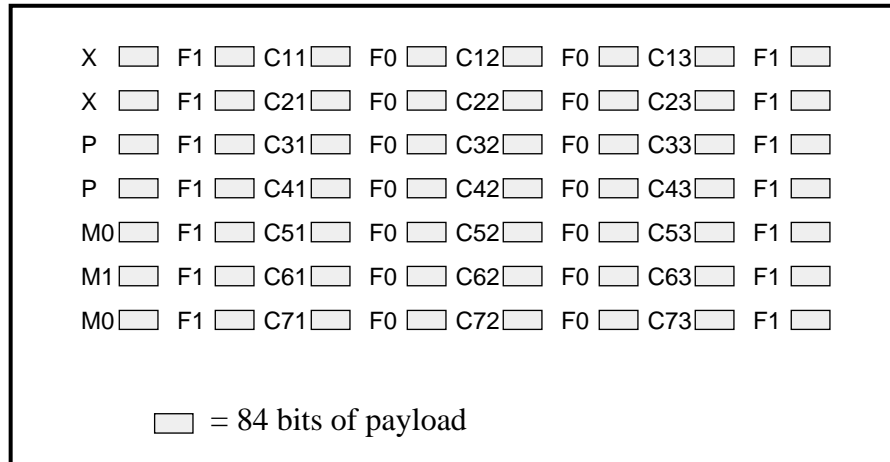 X F1 C11 F0 C12 F0 C13 F1
X F1 C21 F0 C22 F0 C23 F1
P F1 C31 F0 C32 F0 C33 F1
P F1 C41 F0 C42 F0 C43 F1
M0 F1 C51 F0 C52 F0 C53 F1
M1 F1 C61 F0 C62 F0 C63 F1
M0 F1 C71 F0 C72 F0 C73 F1
= 84 bits of payload